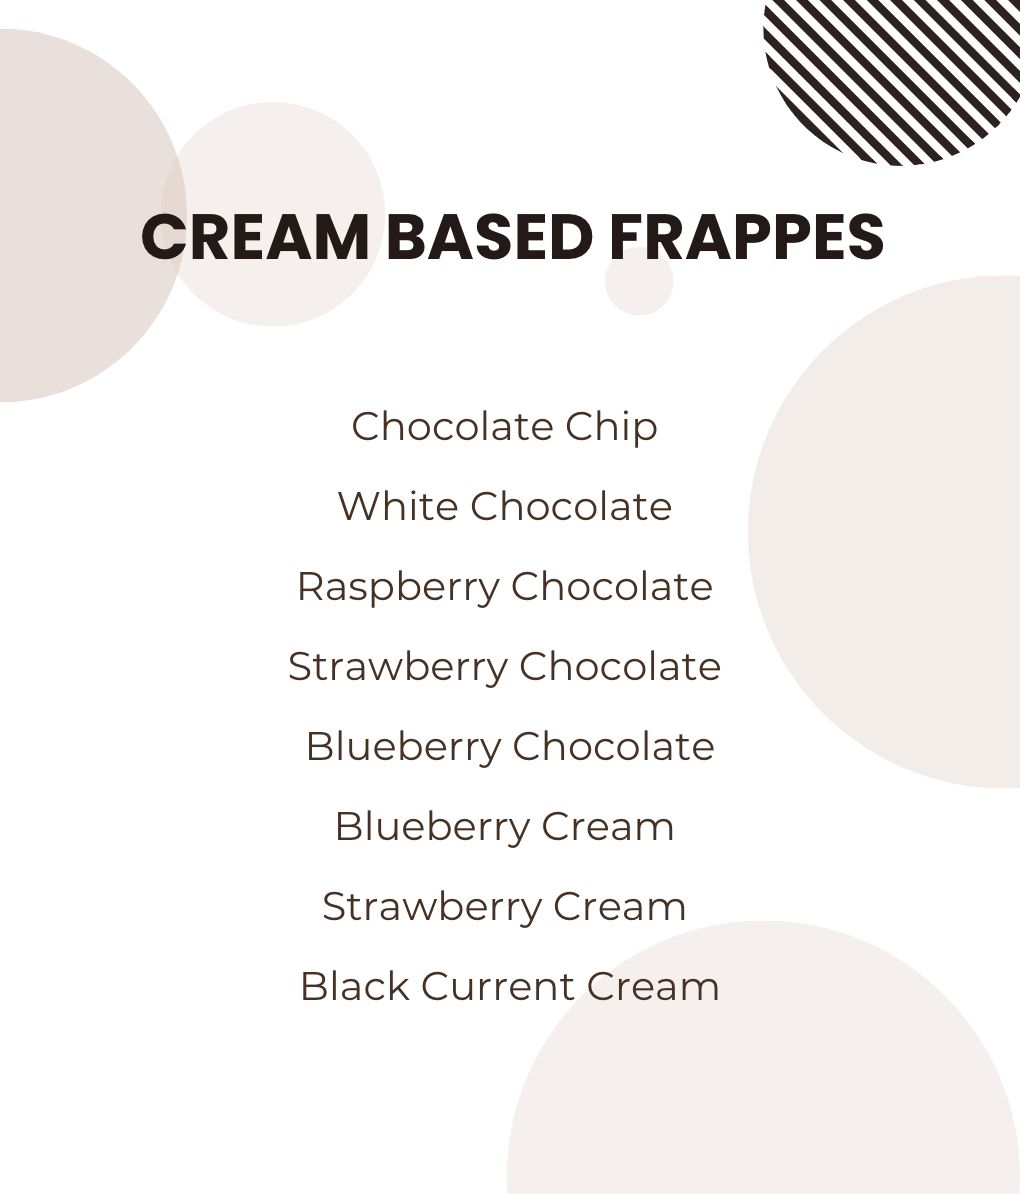 CREAM BASED FRAPPES
Chocolate Chip
White Chocolate
Raspberry Chocolate
Strawberry Chocolate
Blueberry Chocolate
Blueberry Cream
Strawberry Cream
Black Current Cream